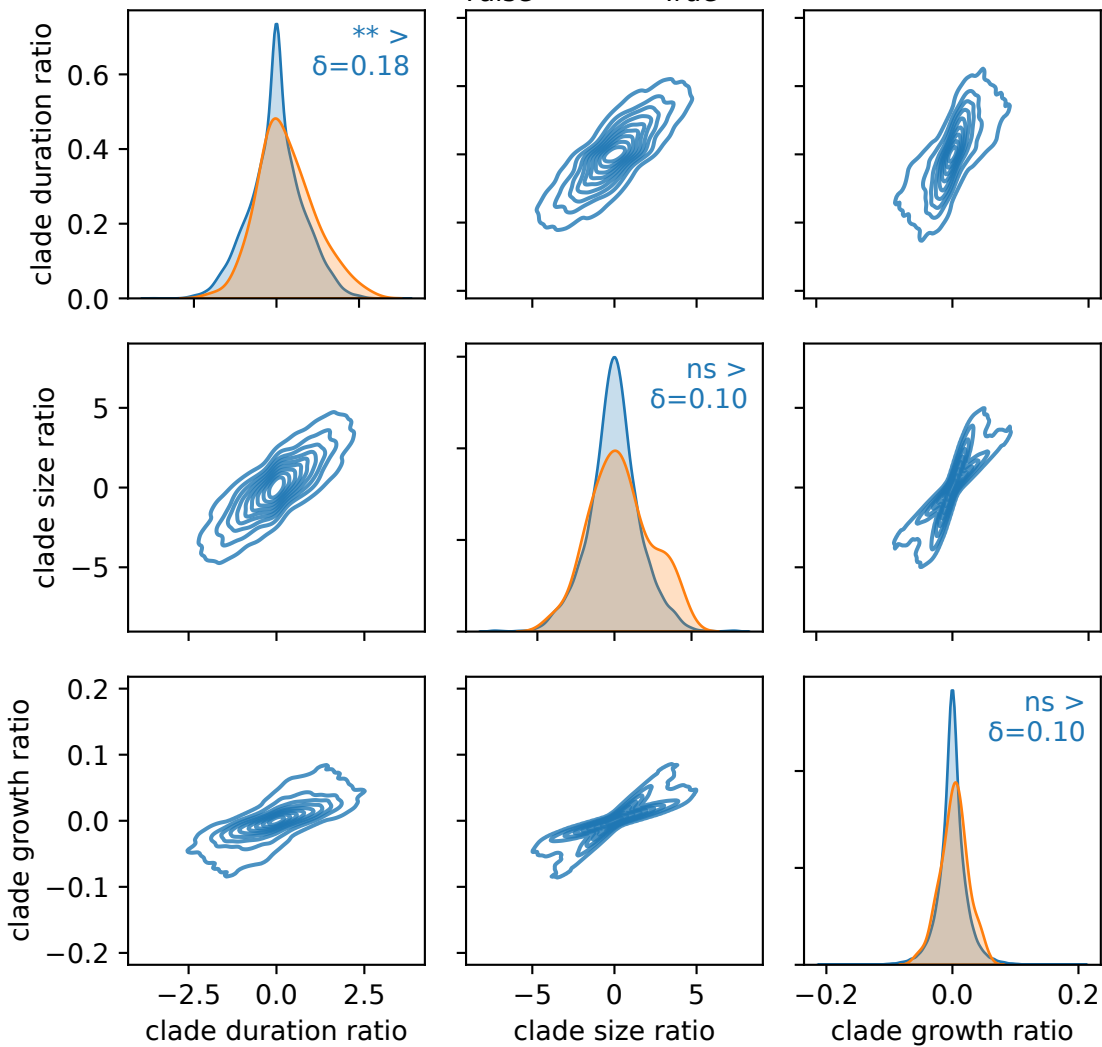 ** >
δ=0.18
clade duration ratio
0.6
0.4
0.2
0.0
ns >
δ=0.10
clade size ratio
5
0
−5
ns >
δ=0.10
clade growth ratio
0.2
0.1
0.0
−0.1
−0.2
−2.5 0.0 2.5
−5 0 5
−0.2 0.0 0.2
clade duration ratio
clade size ratio
clade growth ratio